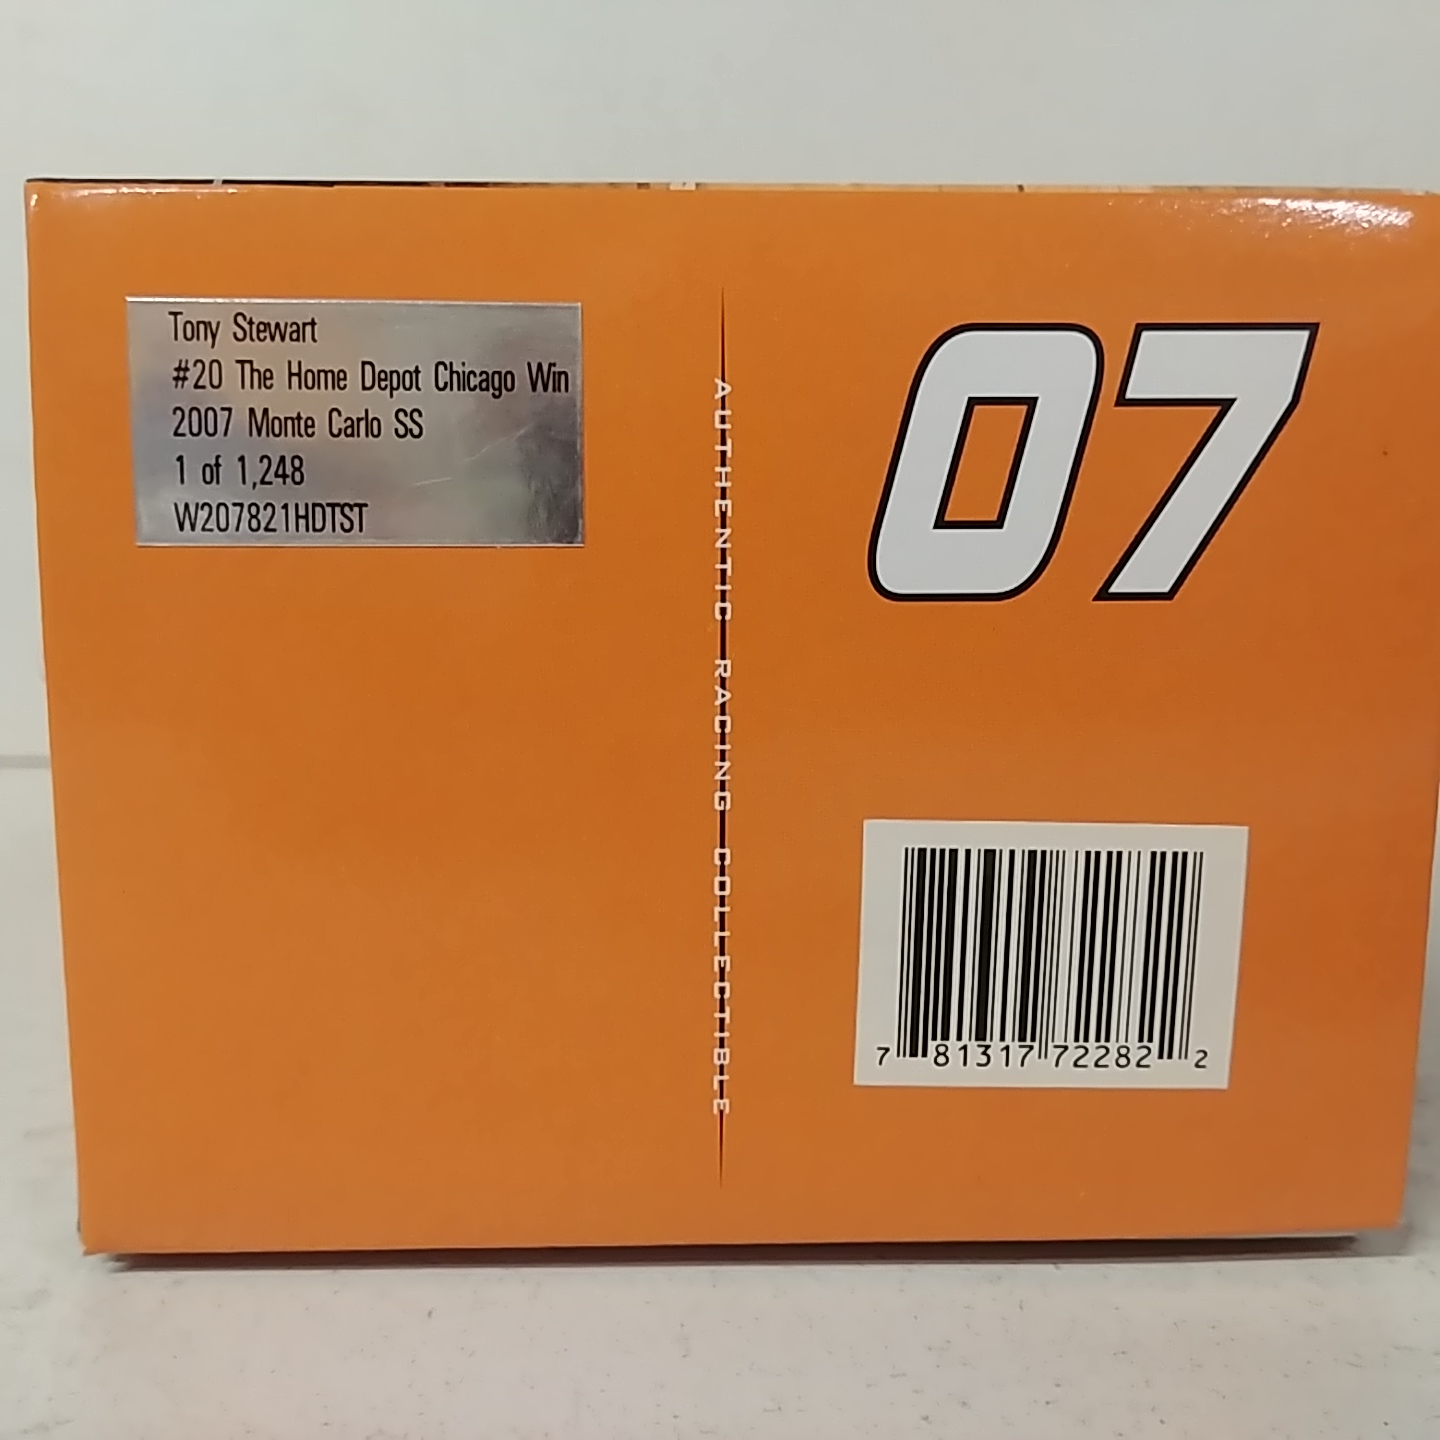 Tony Stewart
#20 The Home Depot Chicago Win
2007 Monte Carlo SS
1 of 1,248
W207821HDTST
AUTHENTIC RACING COLLECTIBLE
07
7 81317 72282 2